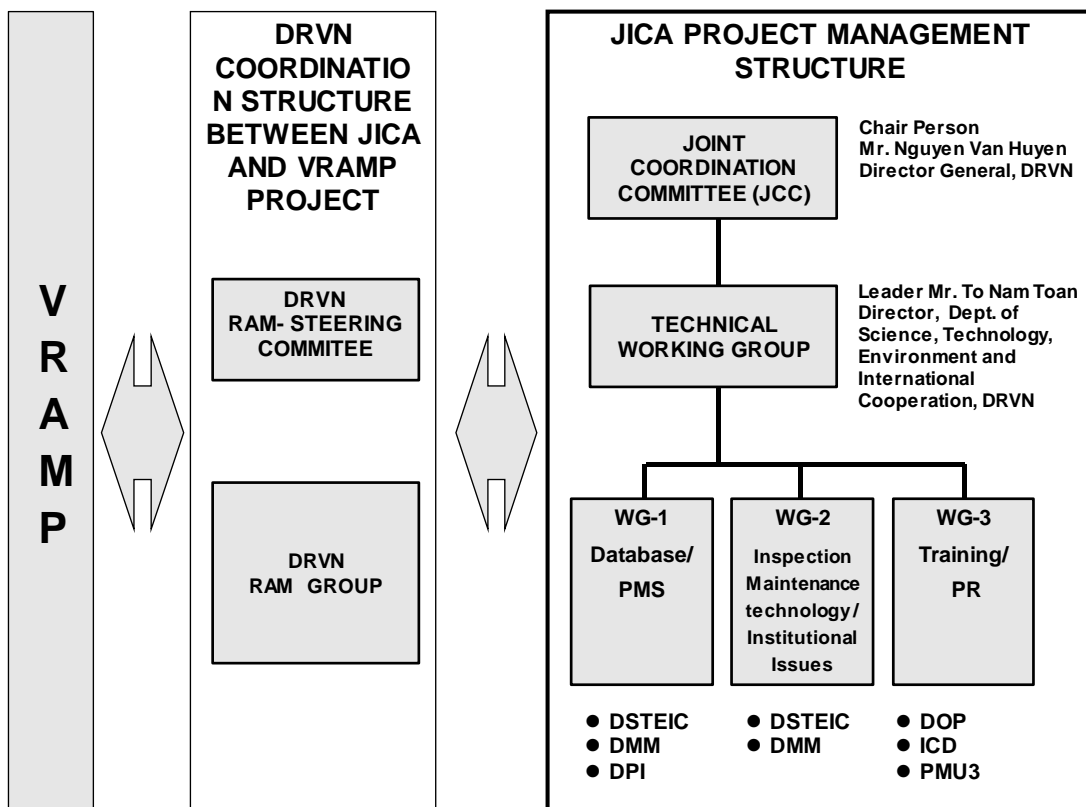 V
R
A
M
P
DRVN
COORDINATIO
N STRUCTURE
BETWEEN JICA
AND VRAMP
PROJECT
DRVN
RAM- STEERING
COMMITEE
DRVN
RAM GROUP
JICA PROJECT MANAGEMENT
STRUCTURE
JOINT
COORDINATION
COMMITTEE (JCC)
Chair Person
Mr. Nguyen Van Huyen
Director General, DRVN
TECHNICAL
WORKING GROUP
Leader Mr. To Nam Toan
Director, Dept. of
Science, Technology,
Environment and
International
Cooperation, DRVN
WG-1
Database/
PMS
WG-2
Inspection
Maintenance
technology/
Institutional
Issues
WG-3
Training/
PR
● DSTEIC
● DMM
● DPI
● DSTEIC
● DMM
● DOP
● ICD
● PMU3